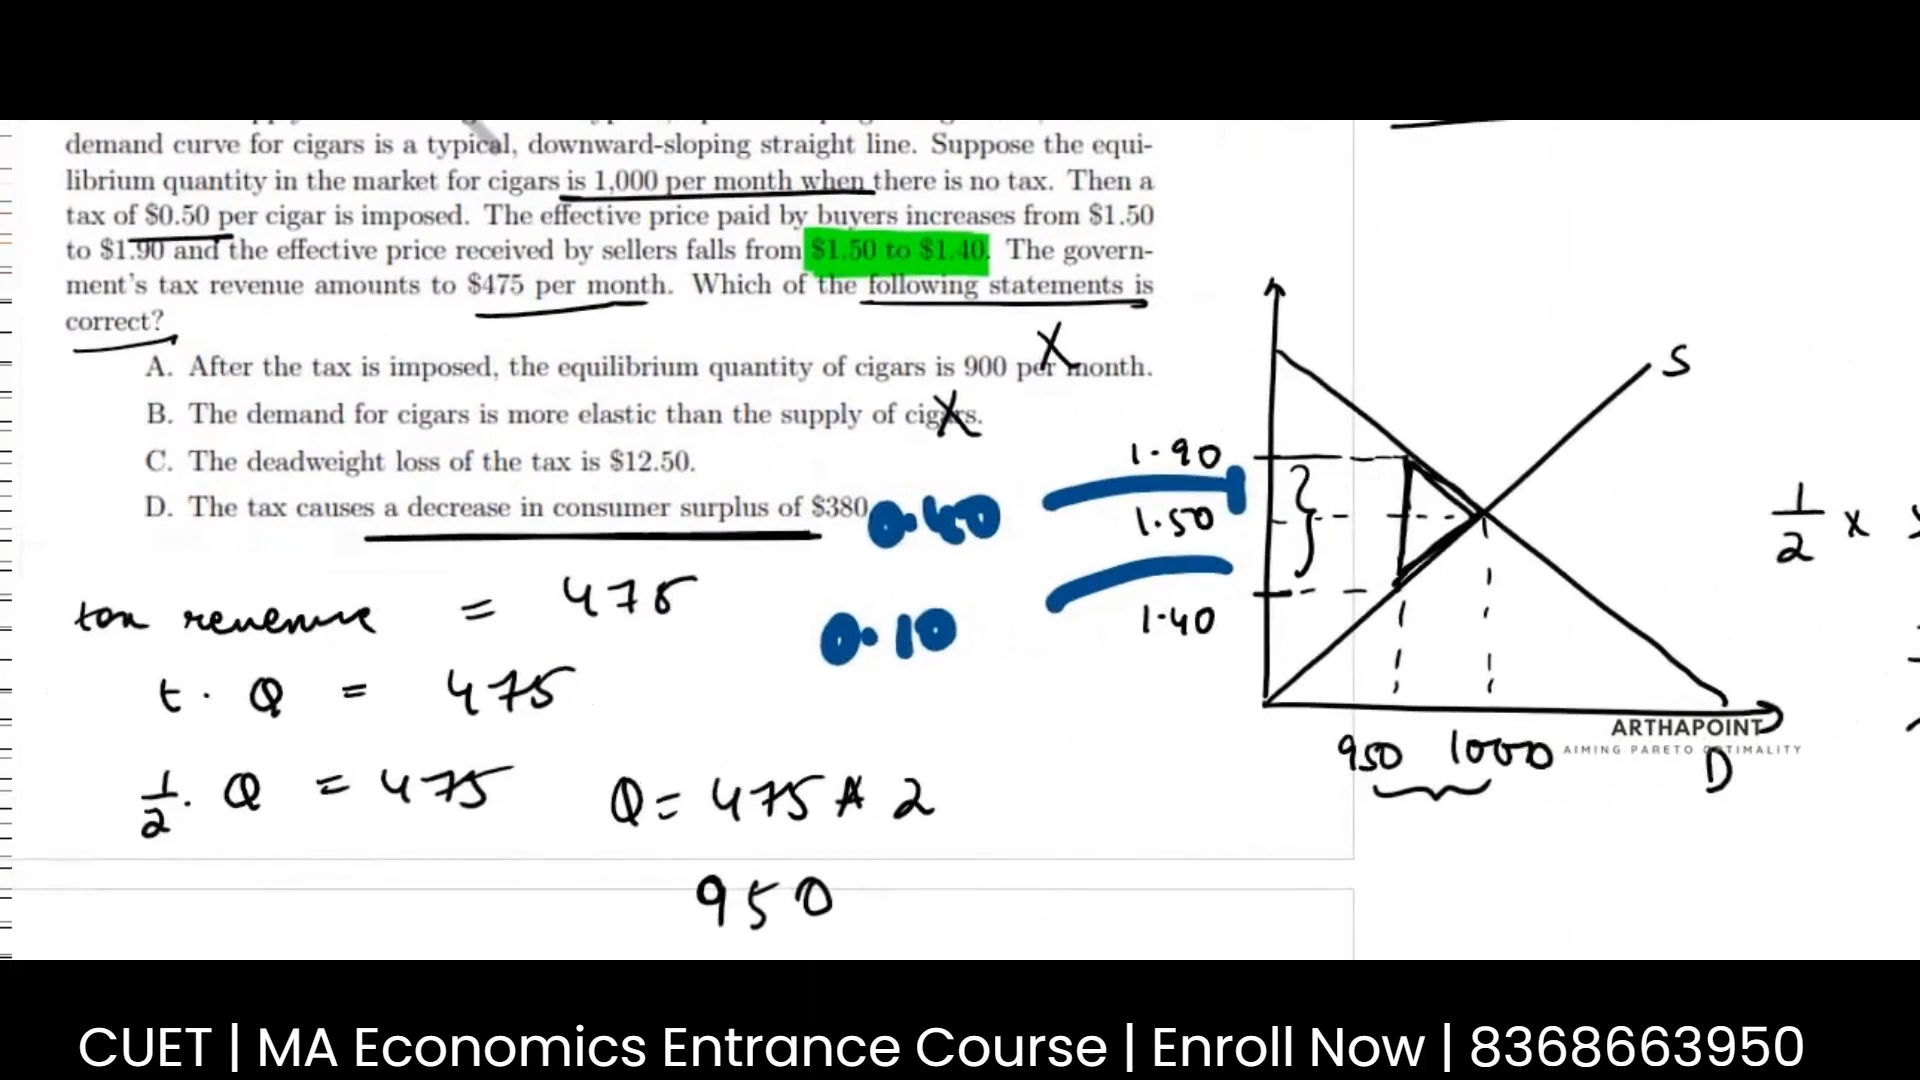 demand curve for cigars is a typical, downward-sloping straight line. Suppose the equi-
librium quantity in the market for cigars is 1,000 per month when there is no tax. Then a
tax of $0.50 per cigar is imposed. The effective price paid by buyers increases from $1.50
to $1.90 and the effective price received by sellers falls from $1.50 to $1.40. The govern-
ment's tax revenue amounts to $475 per month. Which of the following statements is
correct?
A. After the tax is imposed, the equilibrium quantity of cigars is 900 per month.
X
B. The demand for cigars is more elastic than the supply of cigars.
X
C. The deadweight loss of the tax is $12.50.
D. The tax causes a decrease in consumer surplus of $380
0.40
0.10
tax revenue = 475
t . Q = 475
1/2 . Q = 475
Q = 475 * 2
950
S
1.90
1.50
1.40
950 1000
D
1/2 x
ARTHAPOINT
AIMING PARETO OPTIMALITY
CUET | MA Economics Entrance Course | Enroll Now | 8368663950